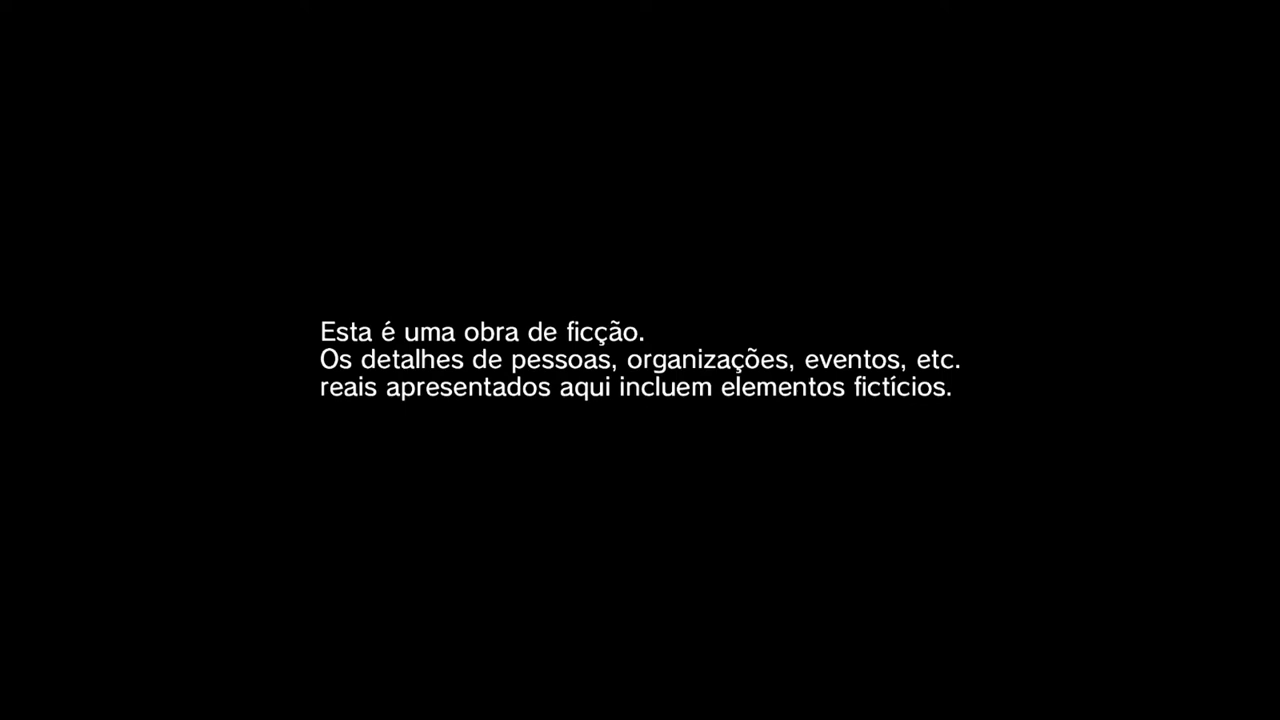 Esta é uma obra de ficção.
Os detalhes de pessoas, organizações, eventos, etc.
reais apresentados aqui incluem elementos fictícios.